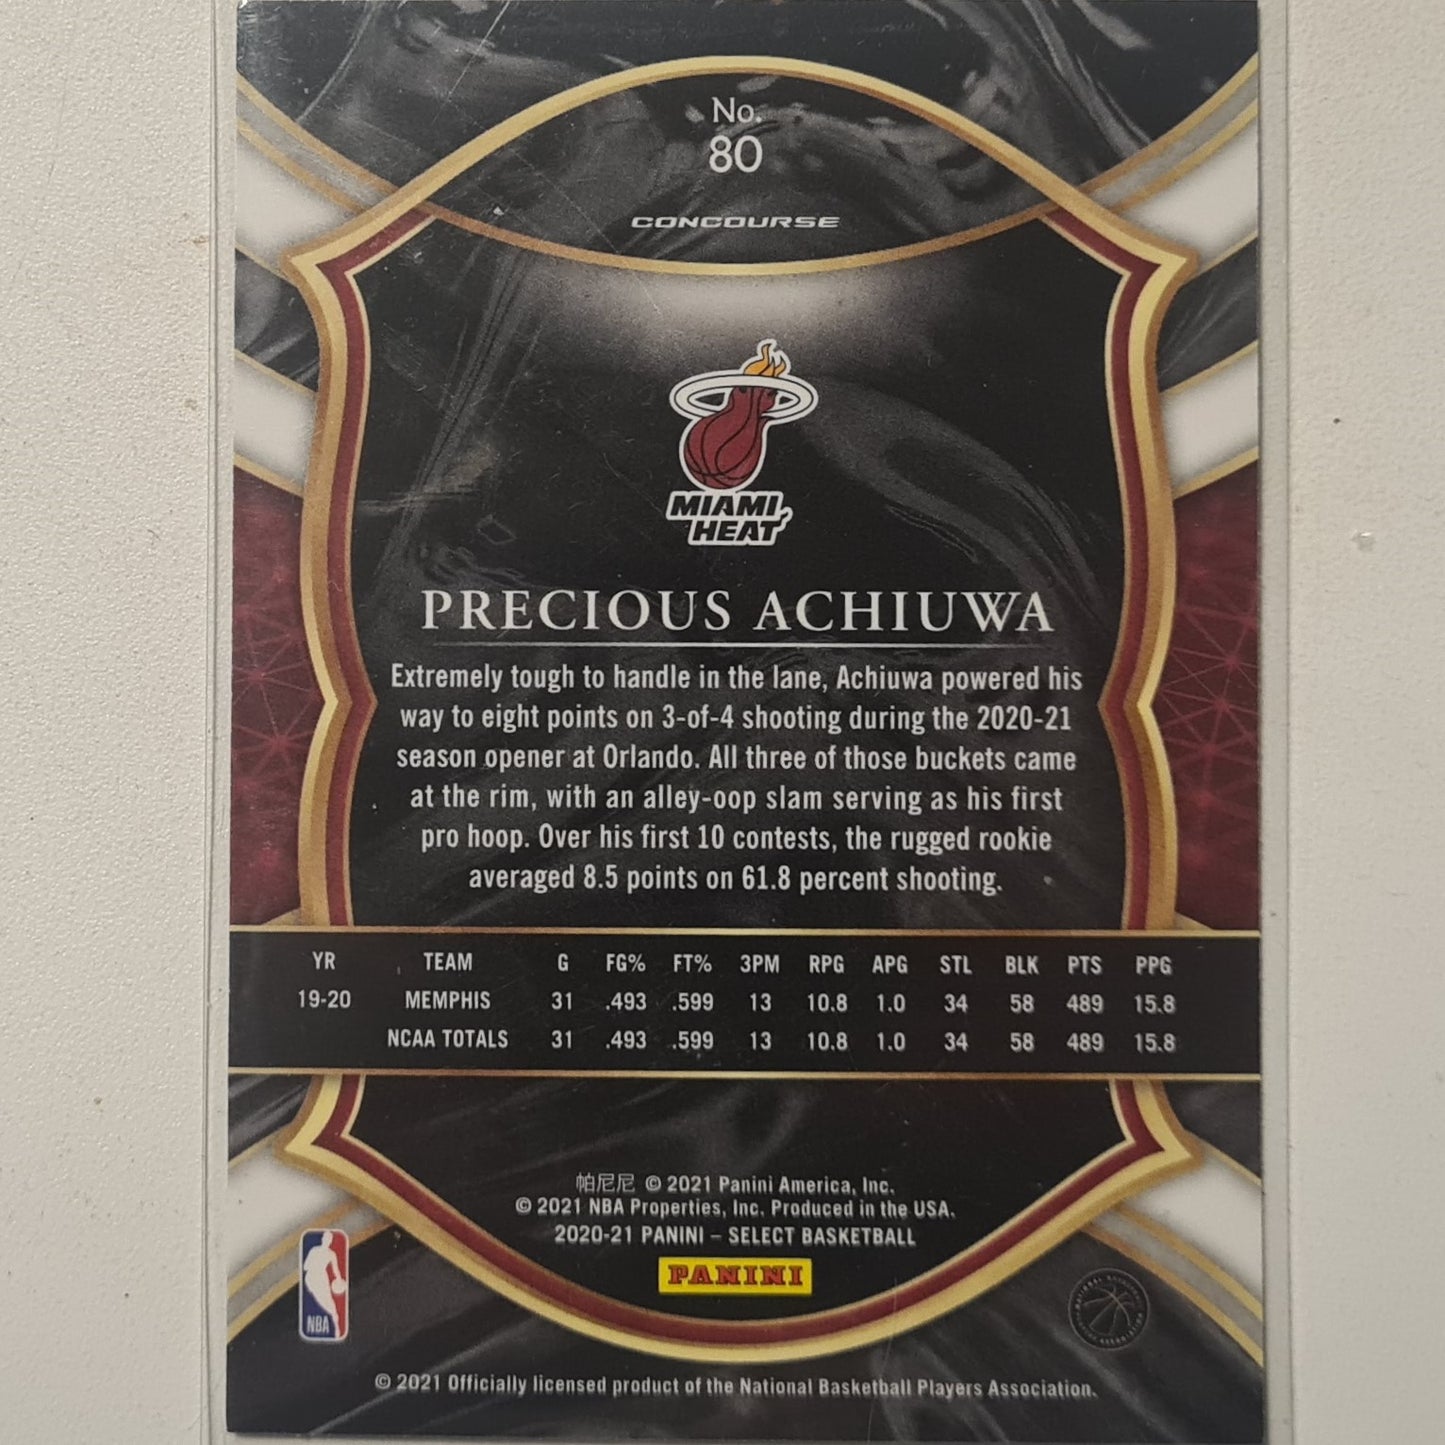 No.
80
CONCOURSE
MIAMI
HEAT
PRECIOUS ACHIUWA
Extremely tough to handle in the lane, Achiuwa powered his
way to eight points on 3-of-4 shooting during the 2020-21
season opener at Orlando. All three of those buckets came
at the rim, with an alley-oop slam serving as his first
pro hoop. Over his first 10 contests, the rugged rookie
averaged 8.5 points on 61.8 percent shooting.
YR TEAM G FG% FT% 3PM RPG APG STL BLK PTS PPG
19-20 MEMPHIS 31 .493 .599 13 10.8 1.0 34 58 489 15.8
NCAA TOTALS 31 .493 .599 13 10.8 1.0 34 58 489 15.8
帕尼尼 © 2021 Panini America, Inc.
© 2021 NBA Properties, Inc. Produced in the USA.
2020-21 PANINI – SELECT BASKETBALL
PANINI
NBA
NATIONAL BASKETBALL
PLAYERS ASSOCIATION
© 2021 Officially licensed product of the National Basketball Players Association.